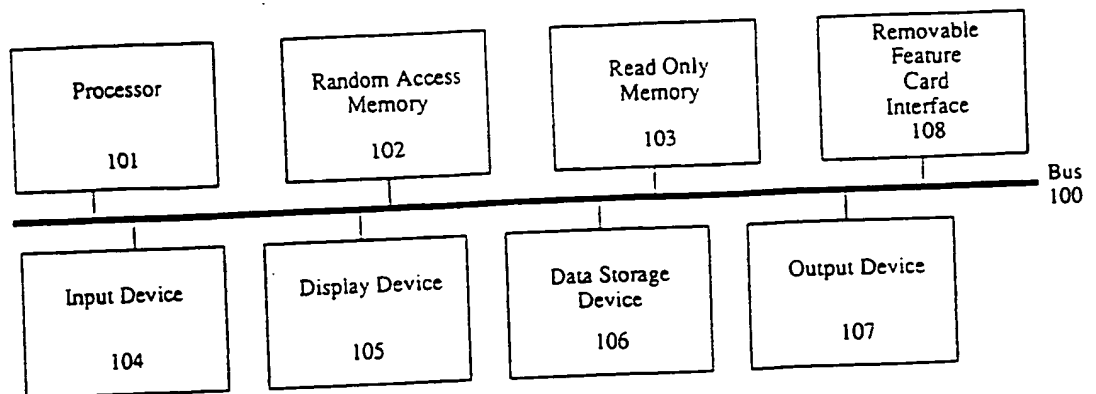 Processor
101
Random Access
Memory
102
Read Only
Memory
103
Removable
Feature
Card
Interface
108
Bus
100
Input Device
104
Display Device
105
Data Storage
Device
106
Output Device
107